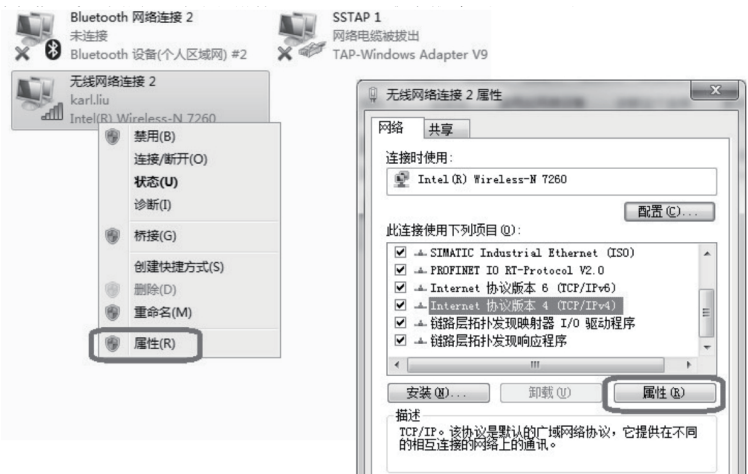 Bluetooth 网络连接 2
未连接
Bluetooth 设备(个人区域网) #2
SSTAP 1
网络电缆被拔出
TAP-Windows Adapter V9
无线网络连接 2
karl.liu
Intel(R) Wireless-N 7260
禁用(B)
连接/断开(O)
状态(U)
诊断(I)
桥接(G)
创建快捷方式(S)
删除(D)
重命名(M)
属性(R)
无线网络连接 2 属性
网络
共享
连接时使用:
Intel(R) Wireless-N 7260
配置(C)...
此连接使用下列项目(O):
SIMATIC Industrial Ethernet (ISO)
PROFINET IO RT-Protocol V2.0
Internet 协议版本 6 (TCP/IPv6)
Internet 协议版本 4 (TCP/IPv4)
链路层拓扑发现映射器 I/O 驱动程序
链路层拓扑发现响应程序
安装(N)...
卸载(U)
属性(R)
描述
TCP/IP。该协议是默认的广域网络协议，它提供在不同
的相互连接的网络上的通讯。